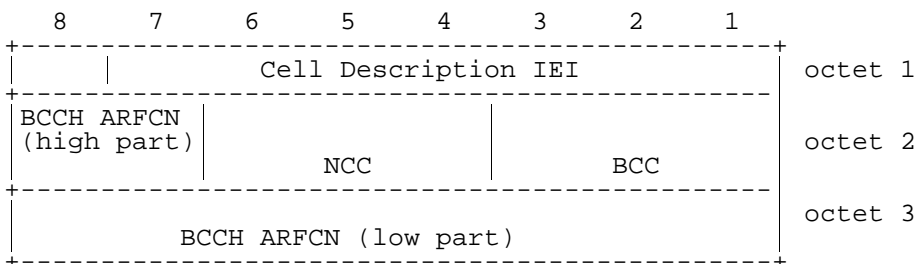 8 7 6 5 4 3 2 1
Cell Description IEI octet 1
BCCH ARFCN
(high part) octet 2
NCC BCC
octet 3
BCCH ARFCN (low part)